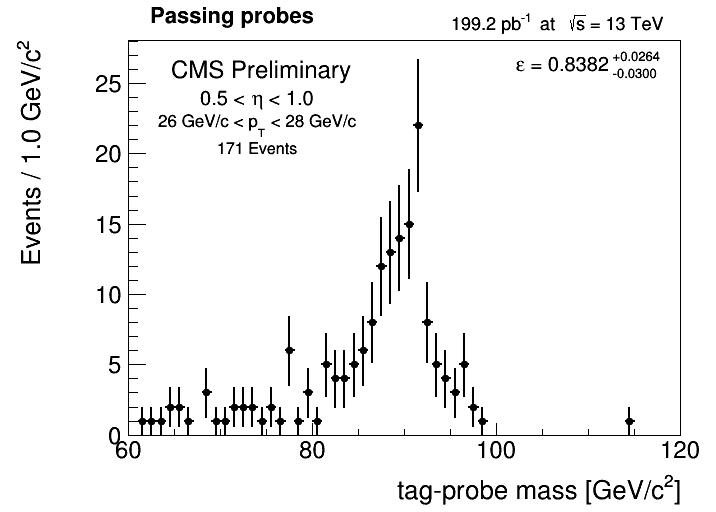 Passing probes
199.2 pb⁻¹ at √s = 13 TeV
CMS Preliminary
0.5 < η < 1.0
26 GeV/c < p_T < 28 GeV/c
171 Events
ε = 0.8382 +0.0264 -0.0300
Events / 1.0 GeV/c²
25
20
15
10
5
0
60 80 100 120
tag-probe mass [GeV/c²]